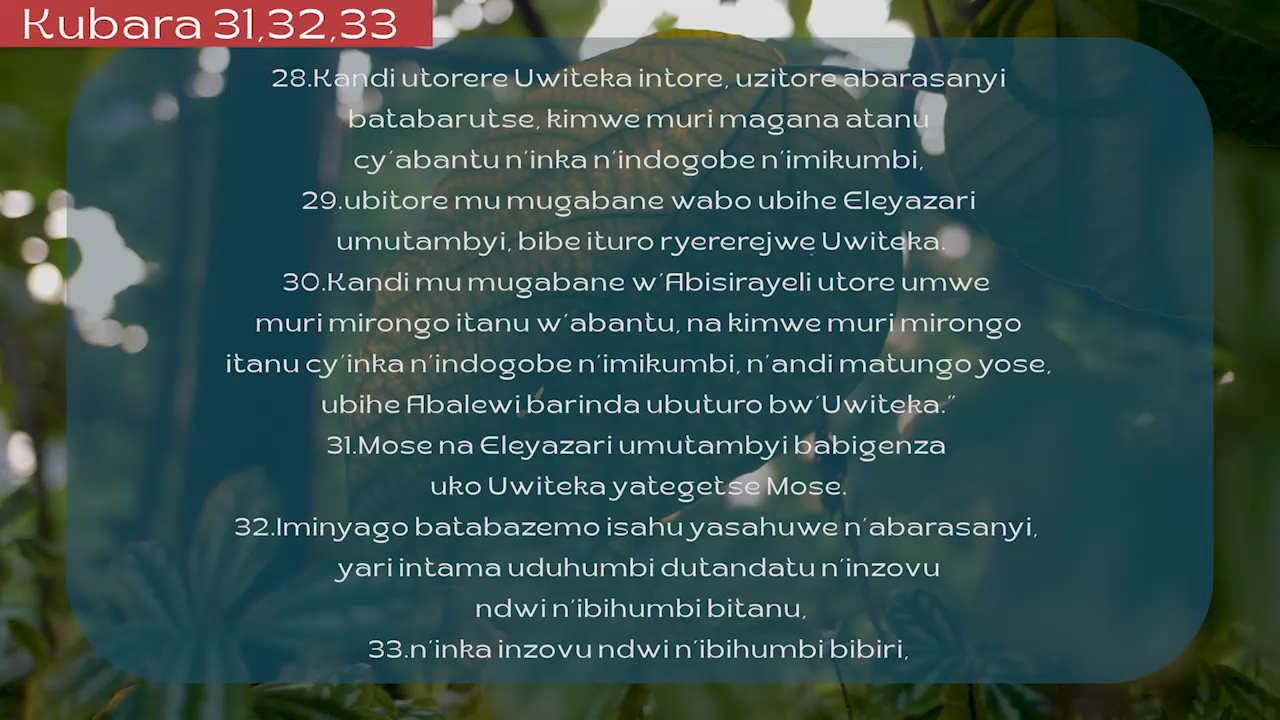 Kubara 31,32,33
28.Kandi utorere Uwiteka intore, uzitore abarasanyi
batabarutse, kimwe muri magana atanu
cy'abantu n'inka n'indogobe n'imikumbi,
29.ubitore mu mugabane wabo ubihe Eleyazari
umutambyi, bibe ituro ryererejwe Uwiteka.
30.Kandi mu mugabane w'Abisirayeli utore umwe
muri mirongo itanu w'abantu, na kimwe muri mirongo
itanu cy'inka n'indogobe n'imikumbi, n'andi matungo yose,
ubihe Abalewi barinda ubuturo bw'Uwiteka."
31.Mose na Eleyazari umutambyi babigenza
uko Uwiteka yategetse Mose.
32.Iminyago batabazemo isahu yasahuwe n'abarasanyi,
yari intama uduhumbi dutandatu n'inzovu
ndwi n'ibihumbi bitanu,
33.n'inka inzovu ndwi n'ibihumbi bibiri,